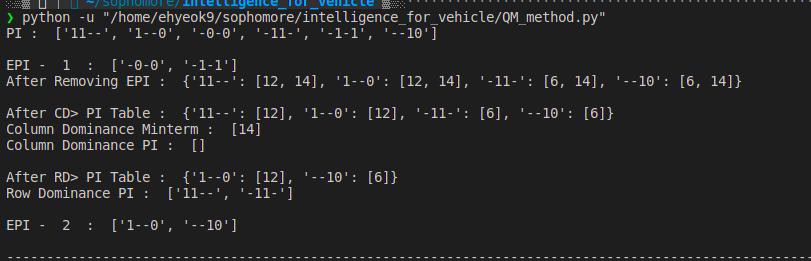 ~/sophomore/intelligence_for_vehicle
❯ python -u "/home/ehyeok9/sophomore/intelligence_for_vehicle/QM_method.py"
PI :  ['11--', '1--0', '-0-0', '-11-', '-1-1', '--10']
EPI -  1  :  ['-0-0', '-1-1']
After Removing EPI :  {'11--': [12, 14], '1--0': [12, 14], '-11-': [6, 14], '--10': [6, 14]}
After CD> PI Table :  {'11--': [12], '1--0': [12], '-11-': [6], '--10': [6]}
Column Dominance Minterm :  [14]
Column Dominance PI :  []
After RD> PI Table :  {'1--0': [12], '--10': [6]}
Row Dominance PI :  ['11--', '-11-']
EPI -  2  :  ['1--0', '--10']
--------------------------------------------------------------------------------------------------------------------